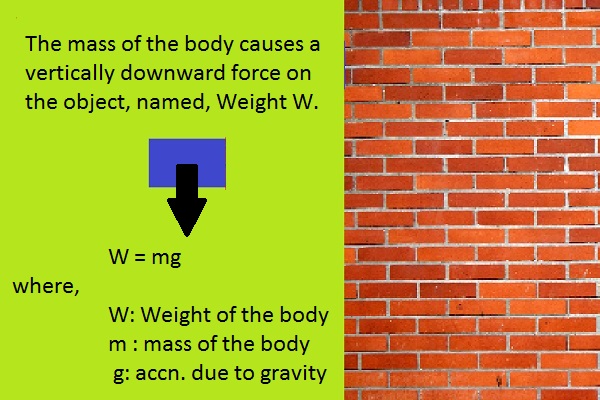 The mass of the body causes a
vertically downward force on
the object, named, Weight W.
W = mg
where,
W: Weight of the body
m : mass of the body
g: accn. due to gravity